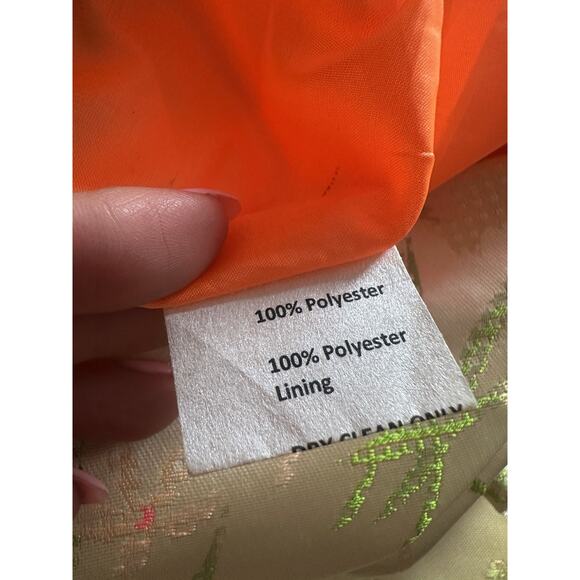 100% Polyester
100% Polyester
Lining
DRY CLEAN ONLY